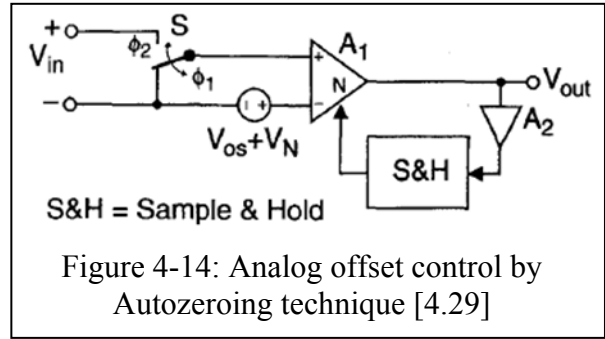 + S A₁
V_in ϕ₂ ϕ₁ + N − V_out
− − + A₂
V_os+V_N S&H
S&H = Sample & Hold
Figure 4-14: Analog offset control by
Autozeroing technique [4.29]